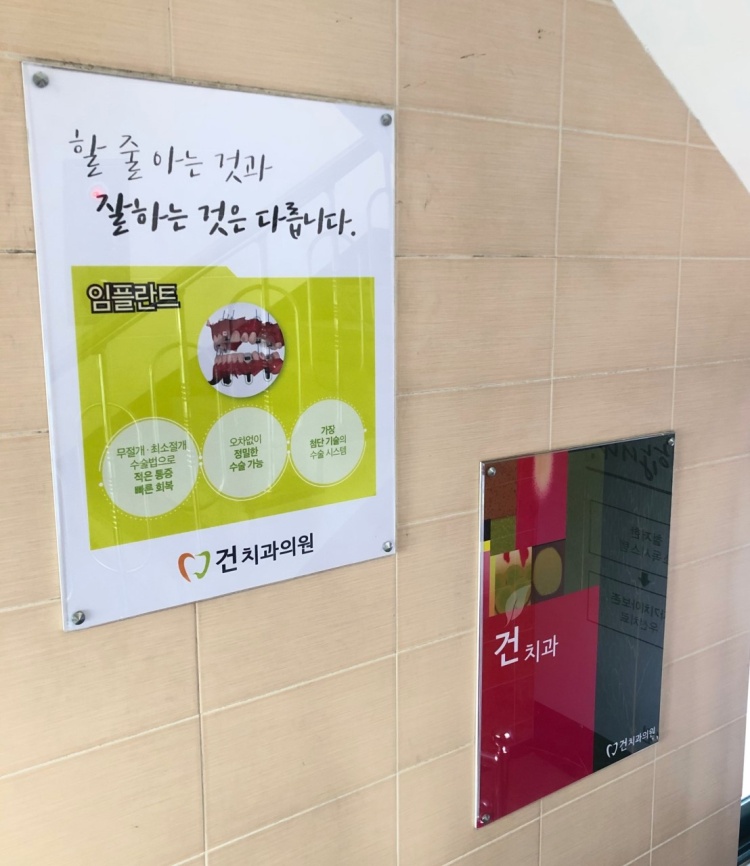 할 줄 아는 것과
잘하는 것은 다릅니다.
임플란트
무절개·최소절개
수술법으로
적은 통증
빠른 회복
오차없이
정밀한
수술 가능
가장
첨단 기술의
수술 시스템
건치과의원
건치과
건치과의원